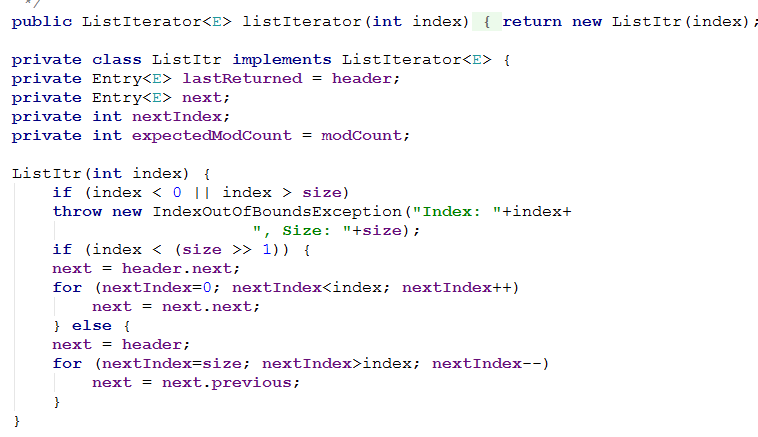 */
public ListIterator<E> listIterator(int index) { return new ListItr(index);
private class ListItr implements ListIterator<E> {
private Entry<E> lastReturned = header;
private Entry<E> next;
private int nextIndex;
private int expectedModCount = modCount;
ListItr(int index) {
if (index < 0 || index > size)
throw new IndexOutOfBoundsException("Index: "+index+
", Size: "+size);
if (index < (size >> 1)) {
next = header.next;
for (nextIndex=0; nextIndex<index; nextIndex++)
next = next.next;
} else {
next = header;
for (nextIndex=size; nextIndex>index; nextIndex--)
next = next.previous;
}
}